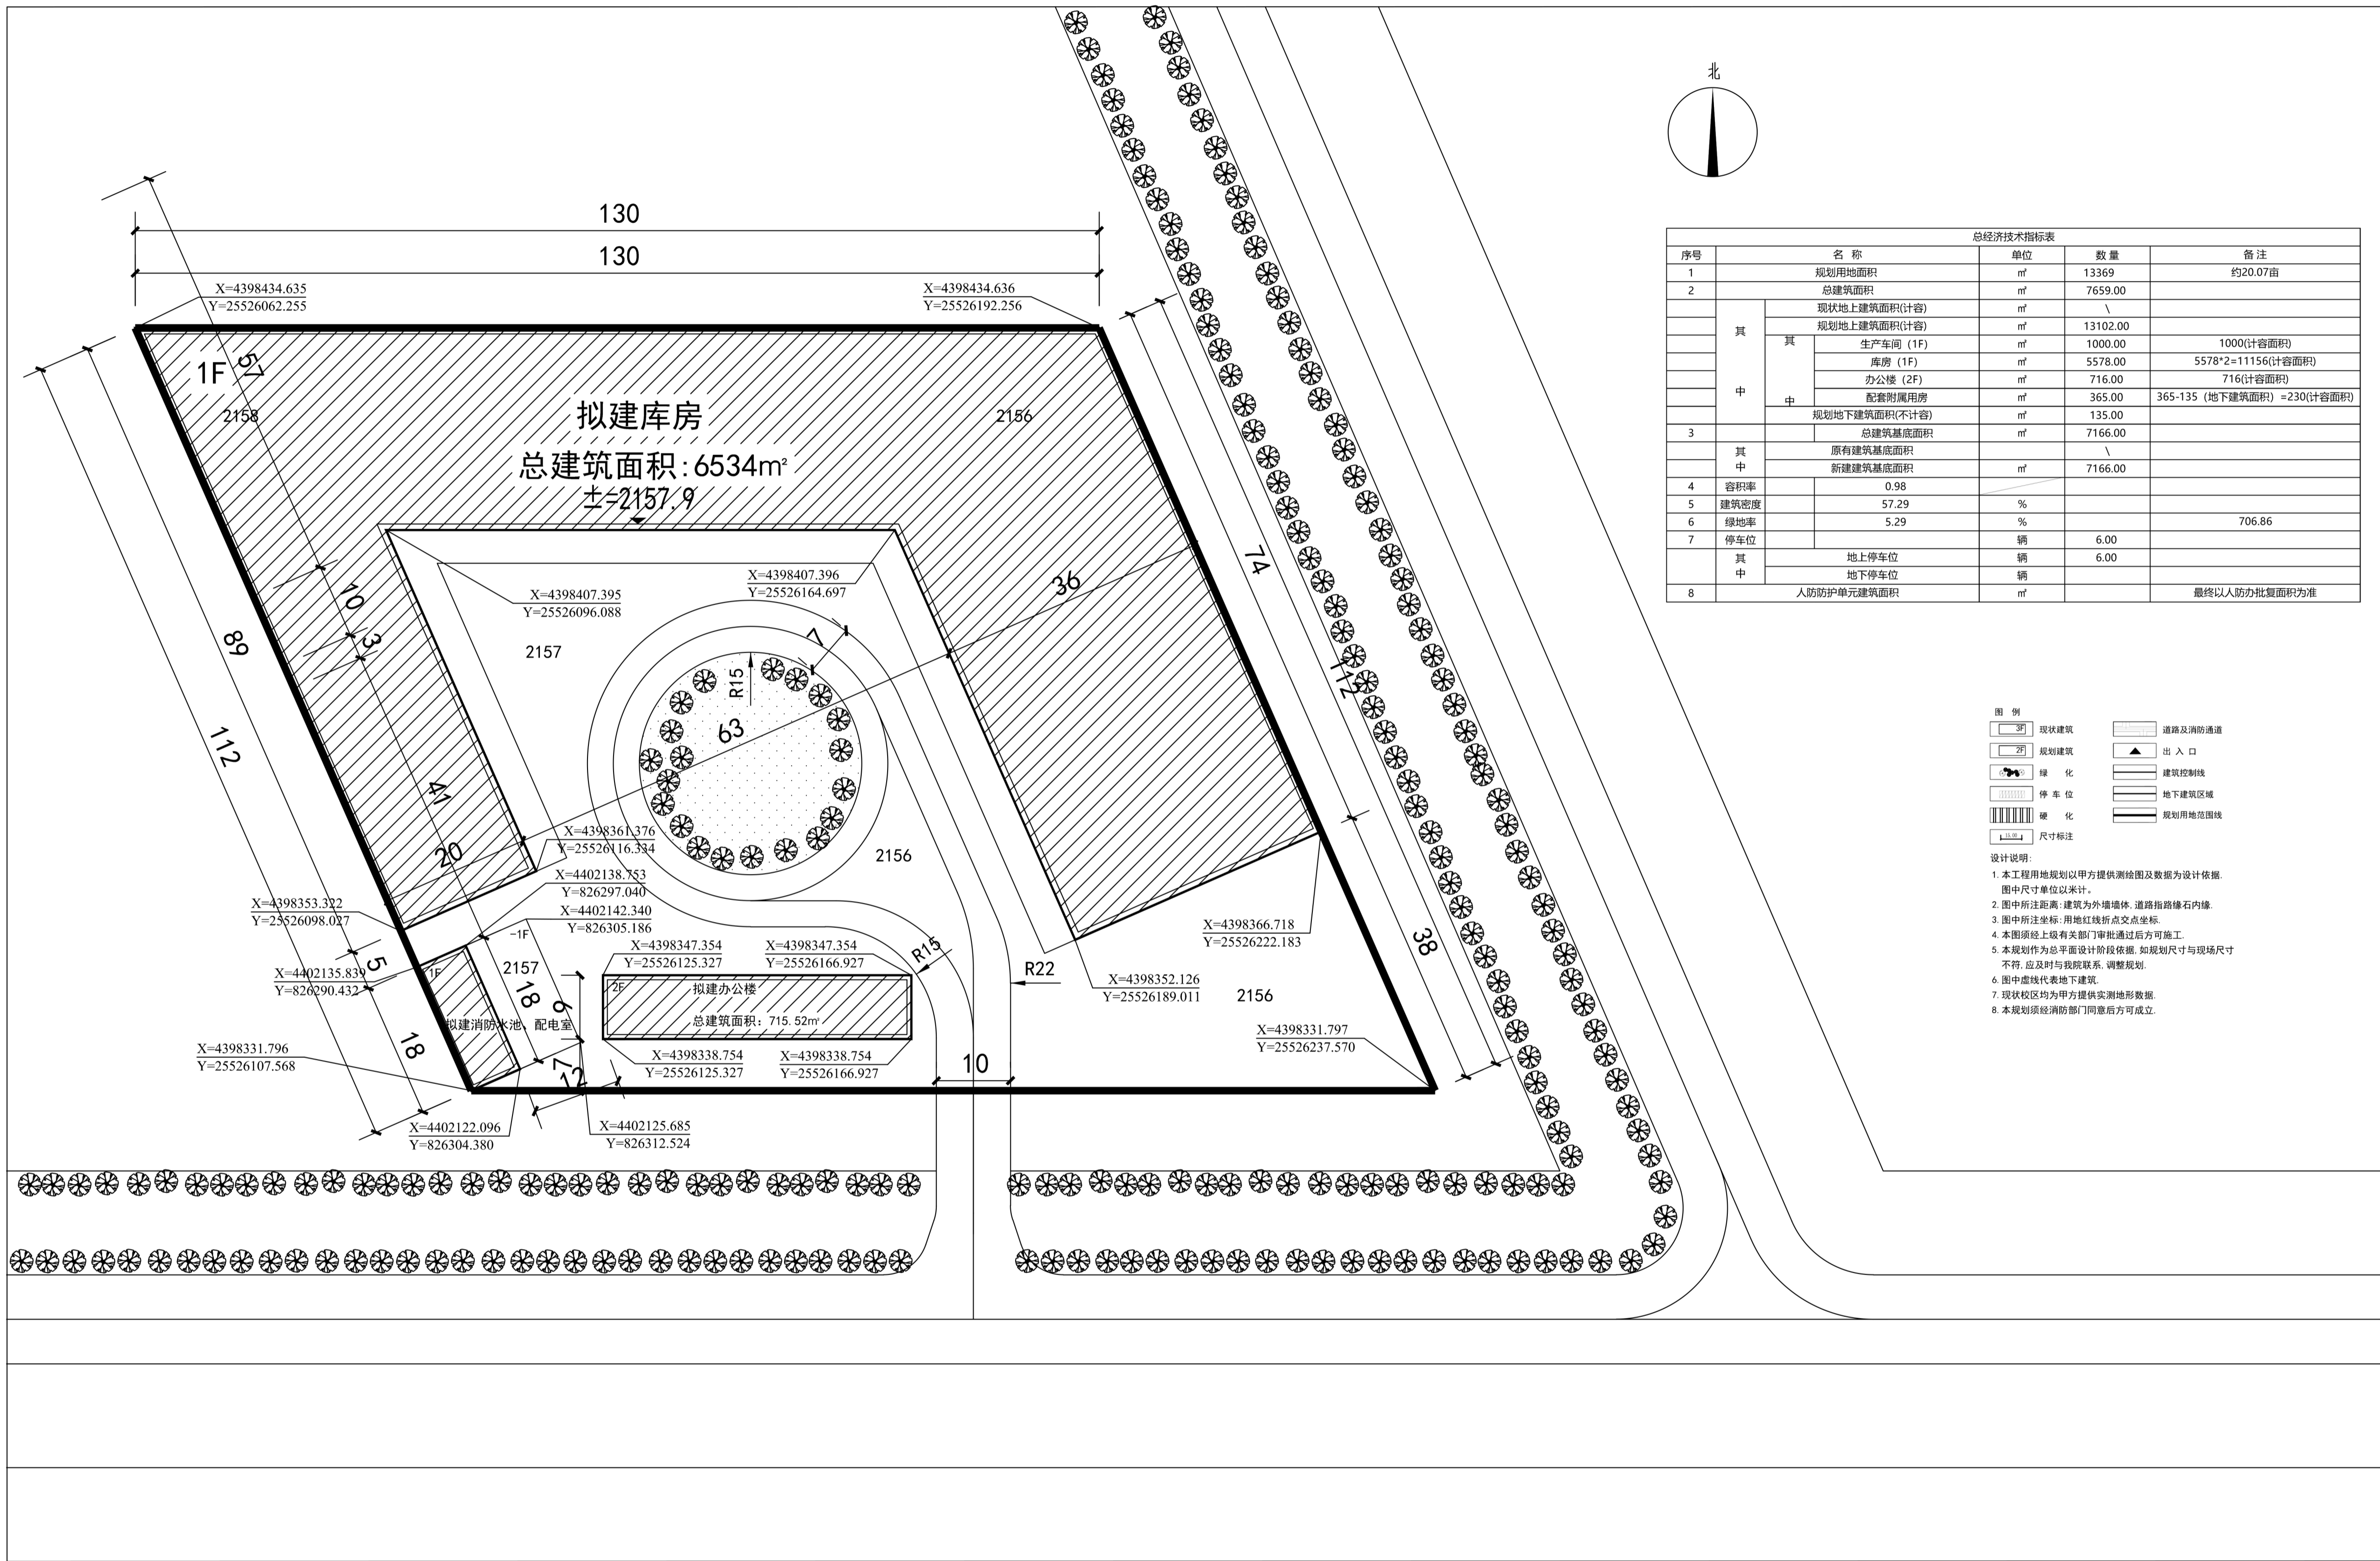 北
130
130
X=4398434.635
Y=25526062.255
X=4398434.636
Y=25526192.256
1F
57
2158
拟建库房
2156
总建筑面积:6534㎡
±=2157.9
74
36
10
3
X=4398407.395
Y=25526096.088
X=4398407.396
Y=25526164.697
89
2157
7
R15
112
112
63
41
20
X=4398361.376
Y=25526116.334
2156
X=4402138.753
Y=826297.040
X=4398353.322
Y=25526098.027
X=4402142.340
Y=826305.186
-1F
X=4398366.718
Y=25526222.183
38
X=4398347.354
Y=25526125.327
X=4398347.354
Y=25526166.927
R15
5
1F
2157
X=4402135.839
Y=826290.432
R22
X=4398352.126
Y=25526189.011
2156
18
9
2F
拟建办公楼
总建筑面积：715.52㎡
拟建消防水池、配电室
18
X=4398331.796
Y=25526107.568
X=4398338.754
Y=25526125.327
X=4398338.754
Y=25526166.927
X=4398331.797
Y=25526237.570
7
12
10
X=4402122.096
Y=826304.380
X=4402125.685
Y=826312.524
总经济技术指标表
序号 名 称 单位 数 量 备 注
1 规划用地面积 ㎡ 13369 约20.07亩
2 总建筑面积 ㎡ 7659.00
其 中 现状地上建筑面积(计容) ㎡ \
规划地上建筑面积(计容) ㎡ 13102.00
其 中 生产车间（1F） ㎡ 1000.00 1000(计容面积)
库房（1F） ㎡ 5578.00 5578*2=11156(计容面积)
办公楼（2F） ㎡ 716.00 716(计容面积)
配套附属用房 ㎡ 365.00 365-135（地下建筑面积）=230(计容面积)
规划地下建筑面积(不计容) ㎡ 135.00
3 总建筑基底面积 ㎡ 7166.00
其 中 原有建筑基底面积 \
新建建筑基底面积 ㎡ 7166.00
4 容积率 0.98
5 建筑密度 57.29 %
6 绿地率 5.29 % 706.86
7 停车位 辆 6.00
其 中 地上停车位 辆 6.00
地下停车位 辆
8 人防防护单元建筑面积 ㎡ 最终以人防办批复面积为准
图 例
3F 现状建筑 道路及消防通道
2F 规划建筑 出 入 口
绿 化 建筑控制线
停 车 位 地下建筑区域
硬 化 规划用地范围线
15.00 尺寸标注
设计说明:
1. 本工程用地规划以甲方提供测绘图及数据为设计依据.
图中尺寸单位以米计。
2. 图中所注距离:建筑为外墙墙体,道路指路缘石内缘.
3. 图中所注坐标:用地红线折点交点坐标.
4. 本图须经上级有关部门审批通过后方可施工.
5. 本规划作为总平面设计阶段依据,如规划尺寸与现场尺寸
不符,应及时与我院联系,调整规划.
6. 图中虚线代表地下建筑.
7. 现状校区均为甲方提供实测地形数据.
8. 本规划须经消防部门同意后方可成立.